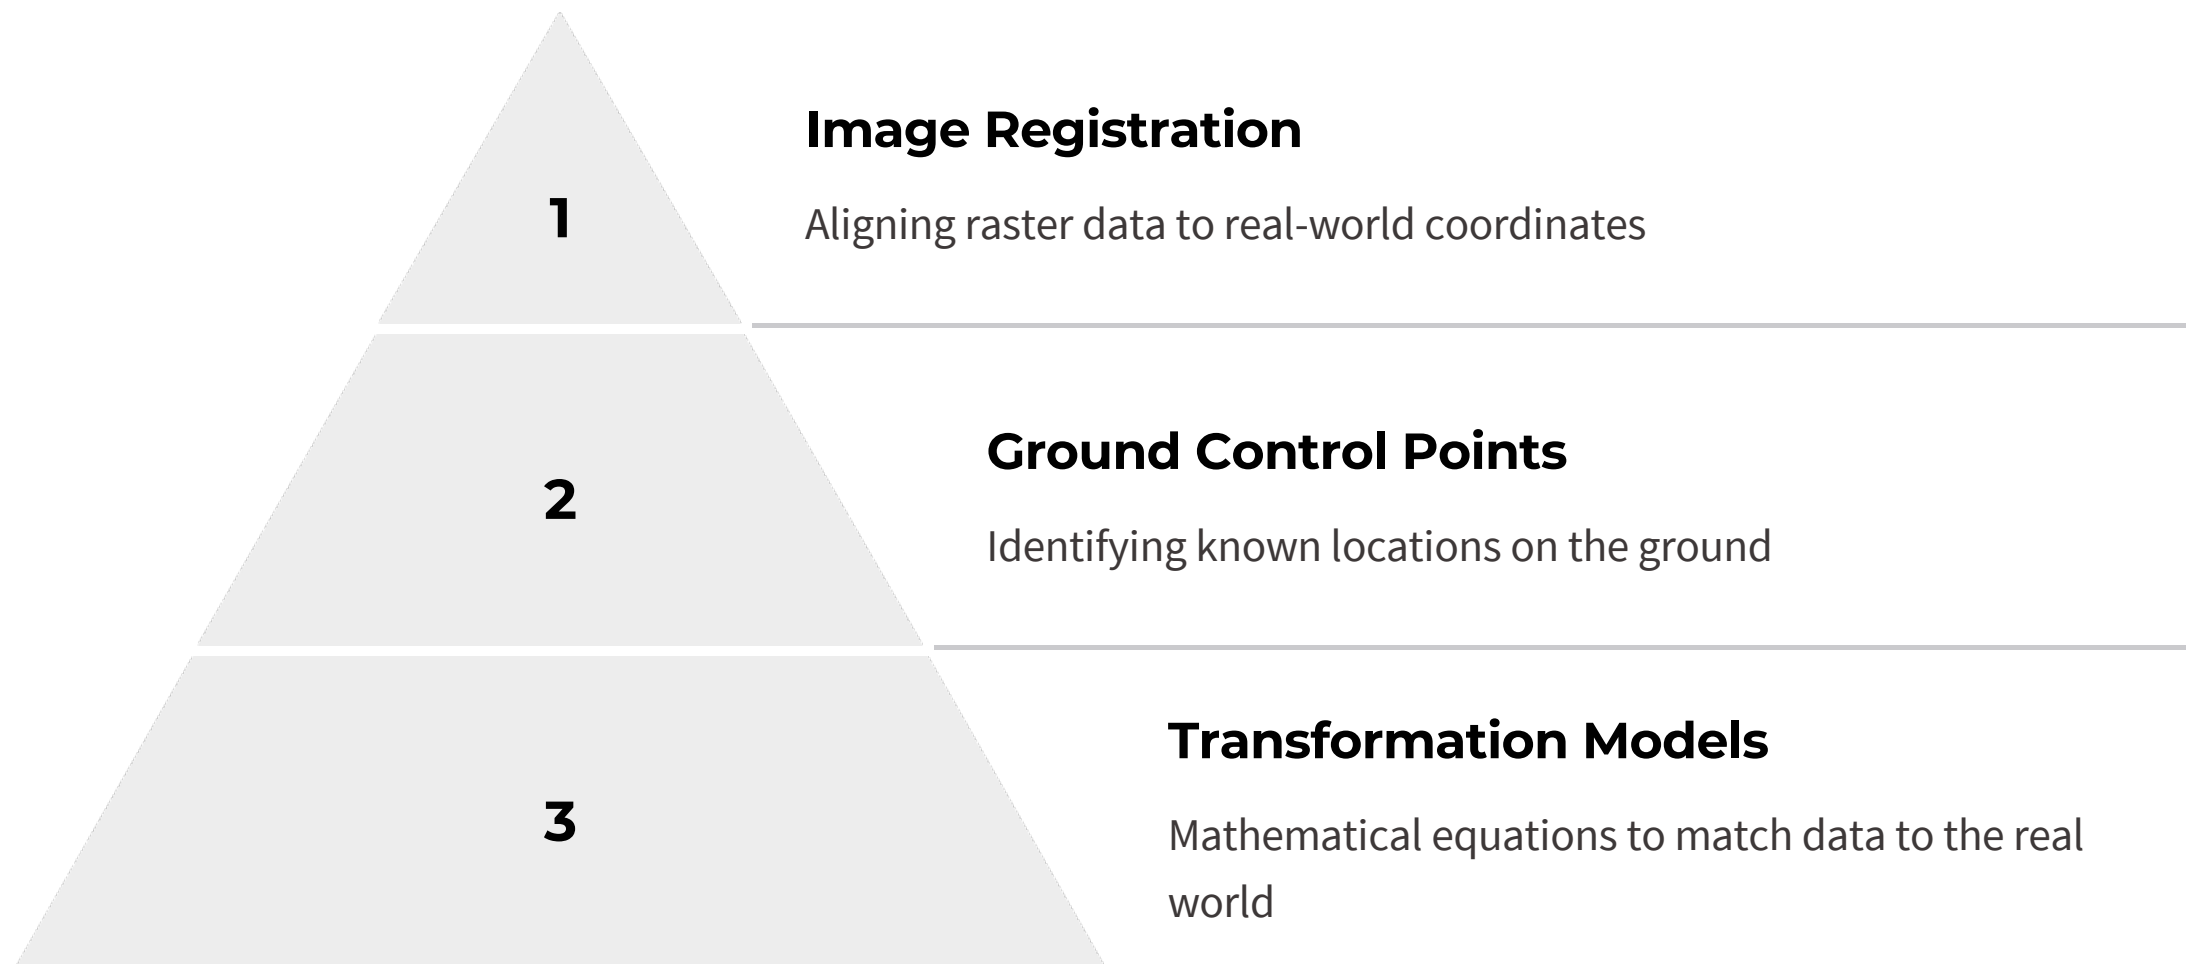 1
Image Registration
Aligning raster data to real-world coordinates
2
Ground Control Points
Identifying known locations on the ground
3
Transformation Models
Mathematical equations to match data to the real
world